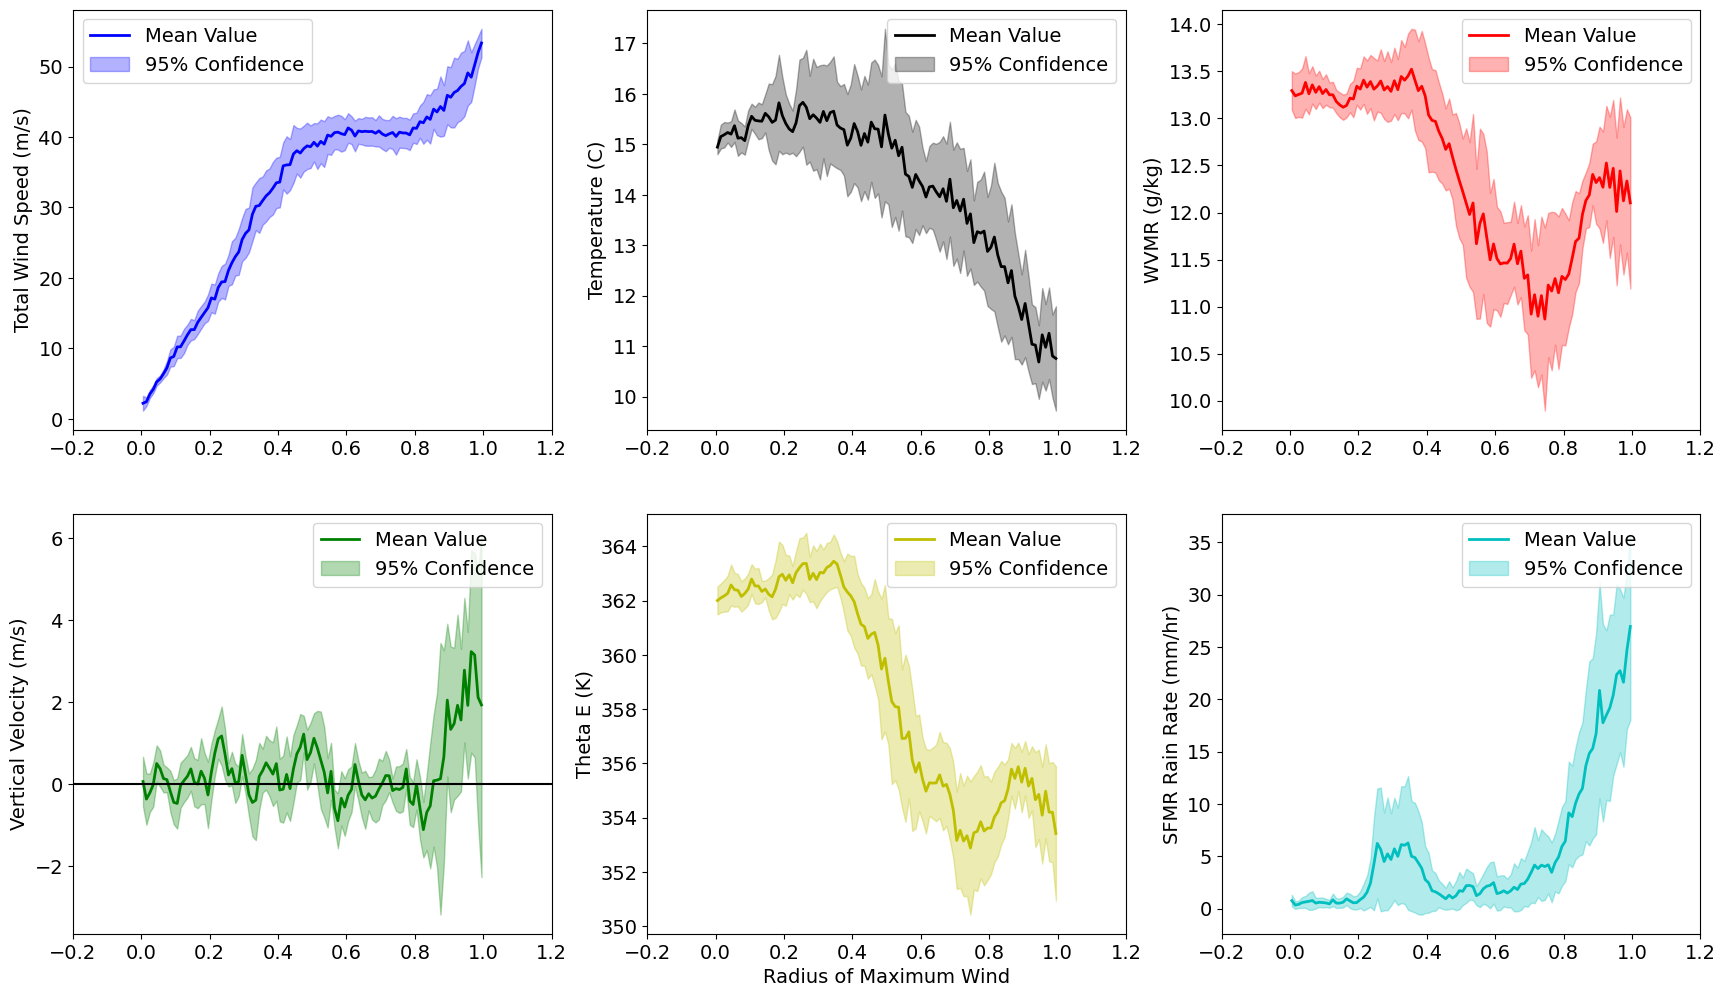 Total Wind Speed (m/s)
50
40
30
20
10
0
−0.2 0.0 0.2 0.4 0.6 0.8 1.0 1.2
Mean Value
95% Confidence
Temperature (C)
17
16
15
14
13
12
11
10
−0.2 0.0 0.2 0.4 0.6 0.8 1.0 1.2
Mean Value
95% Confidence
WVMR (g/kg)
14.0
13.5
13.0
12.5
12.0
11.5
11.0
10.5
10.0
−0.2 0.0 0.2 0.4 0.6 0.8 1.0 1.2
Mean Value
95% Confidence
Vertical Velocity (m/s)
6
4
2
0
−2
−0.2 0.0 0.2 0.4 0.6 0.8 1.0 1.2
Mean Value
95% Confidence
Theta E (K)
364
362
360
358
356
354
352
350
−0.2 0.0 0.2 0.4 0.6 0.8 1.0 1.2
Radius of Maximum Wind
Mean Value
95% Confidence
SFMR Rain Rate (mm/hr)
35
30
25
20
15
10
5
0
−0.2 0.0 0.2 0.4 0.6 0.8 1.0 1.2
Mean Value
95% Confidence